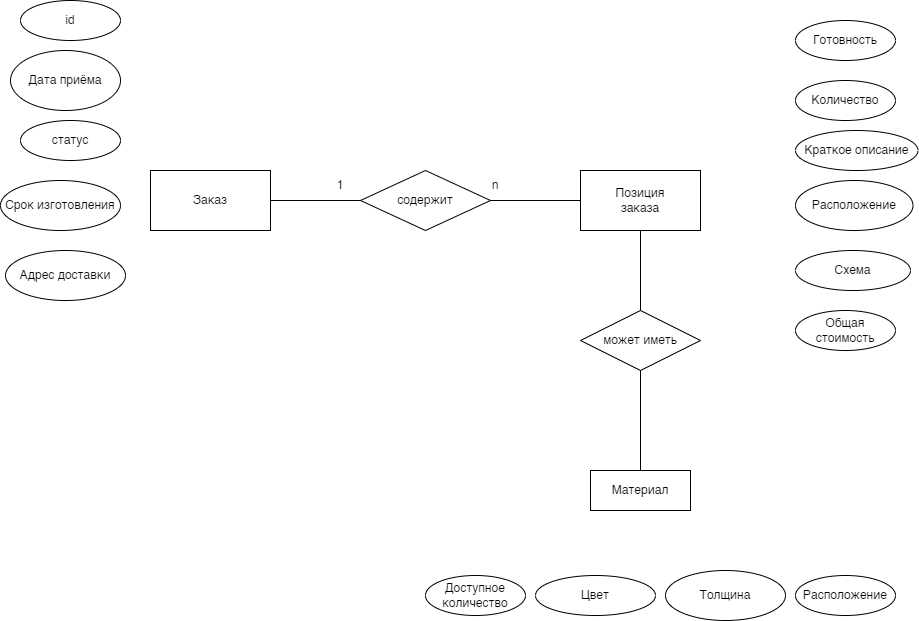 id
Дата приёма
статус
Срок изготовления
Адрес доставки
Заказ
1
содержит
n
Позиция
заказа
может иметь
Материал
Готовность
Количество
Краткое описание
Расположение
Схема
Общая
стоимость
Доступное
количество
Цвет
Толщина
Расположение